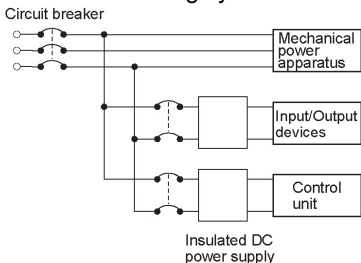 Circuit breaker
Mechanical
power
apparatus
Input/Output
devices
Control
unit
Insulated DC
power supply